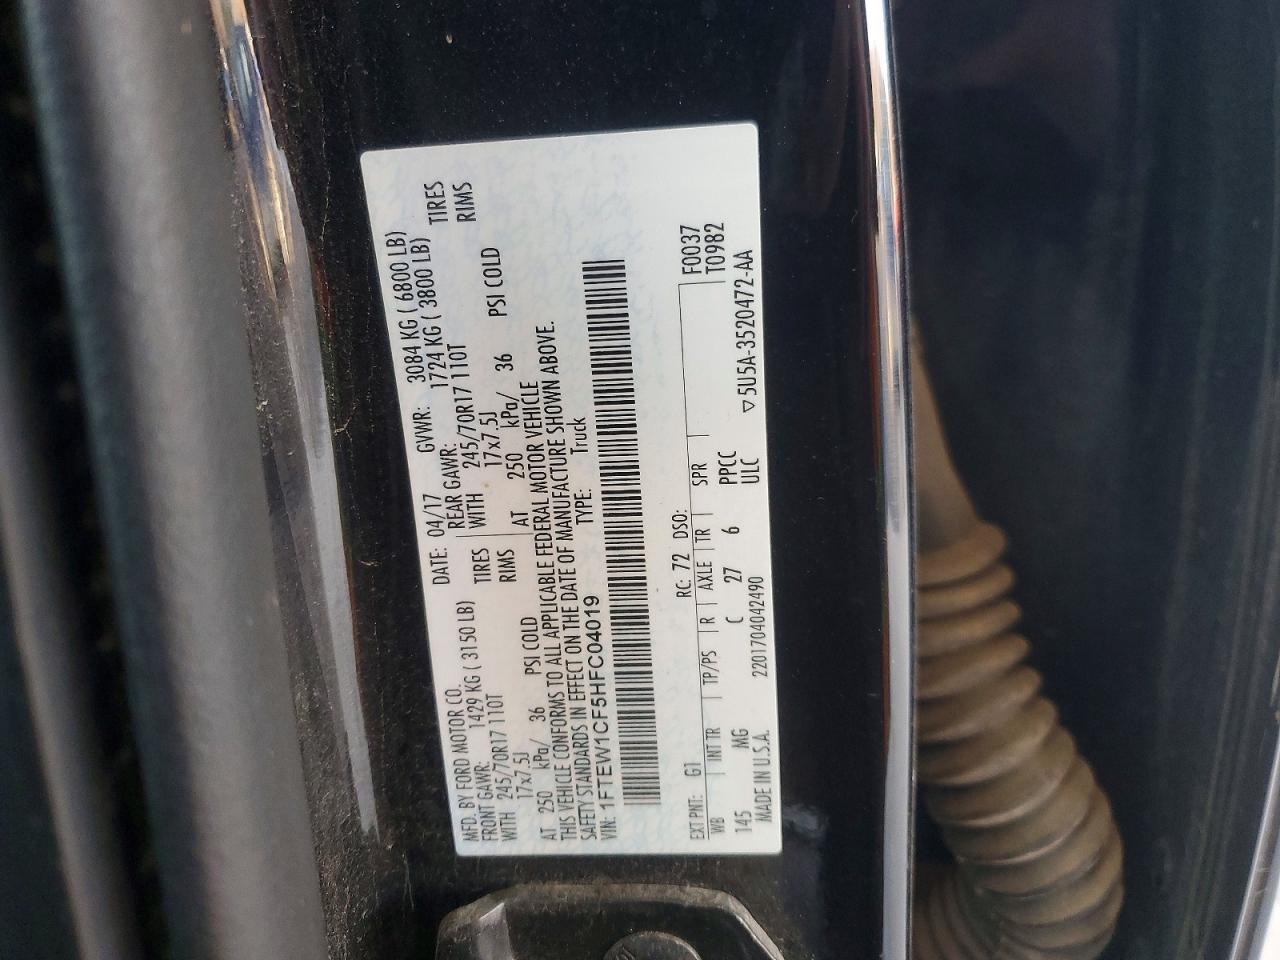 MFD. BY FORD MOTOR CO.
DATE: 04/17 GVWR: 3084 KG ( 6800 LB)
FRONT GAWR: 1429 KG ( 3150 LB) REAR GAWR: 1724 KG ( 3800 LB)
WITH 245/70R17 110T TIRES WITH 245/70R17 110T TIRES
17x7.5J RIMS 17x7.5J RIMS
AT 250 kPa/ 36 PSI COLD AT 250 kPa/ 36 PSI COLD
THIS VEHICLE CONFORMS TO ALL APPLICABLE FEDERAL MOTOR VEHICLE
SAFETY STANDARDS IN EFFECT ON THE DATE OF MANUFACTURE SHOWN ABOVE.
VIN: 1FTEW1CF5HFC04019 TYPE: Truck
EXT PNT: G1 RC: 72 DSO: F0037
WB INT TR TP/PS R AXLE TR SPR T0982
145 MG C 27 6 PPCC
MADE IN U.S.A. 2201704042490 ULC ▽5U5A-3520472-AA